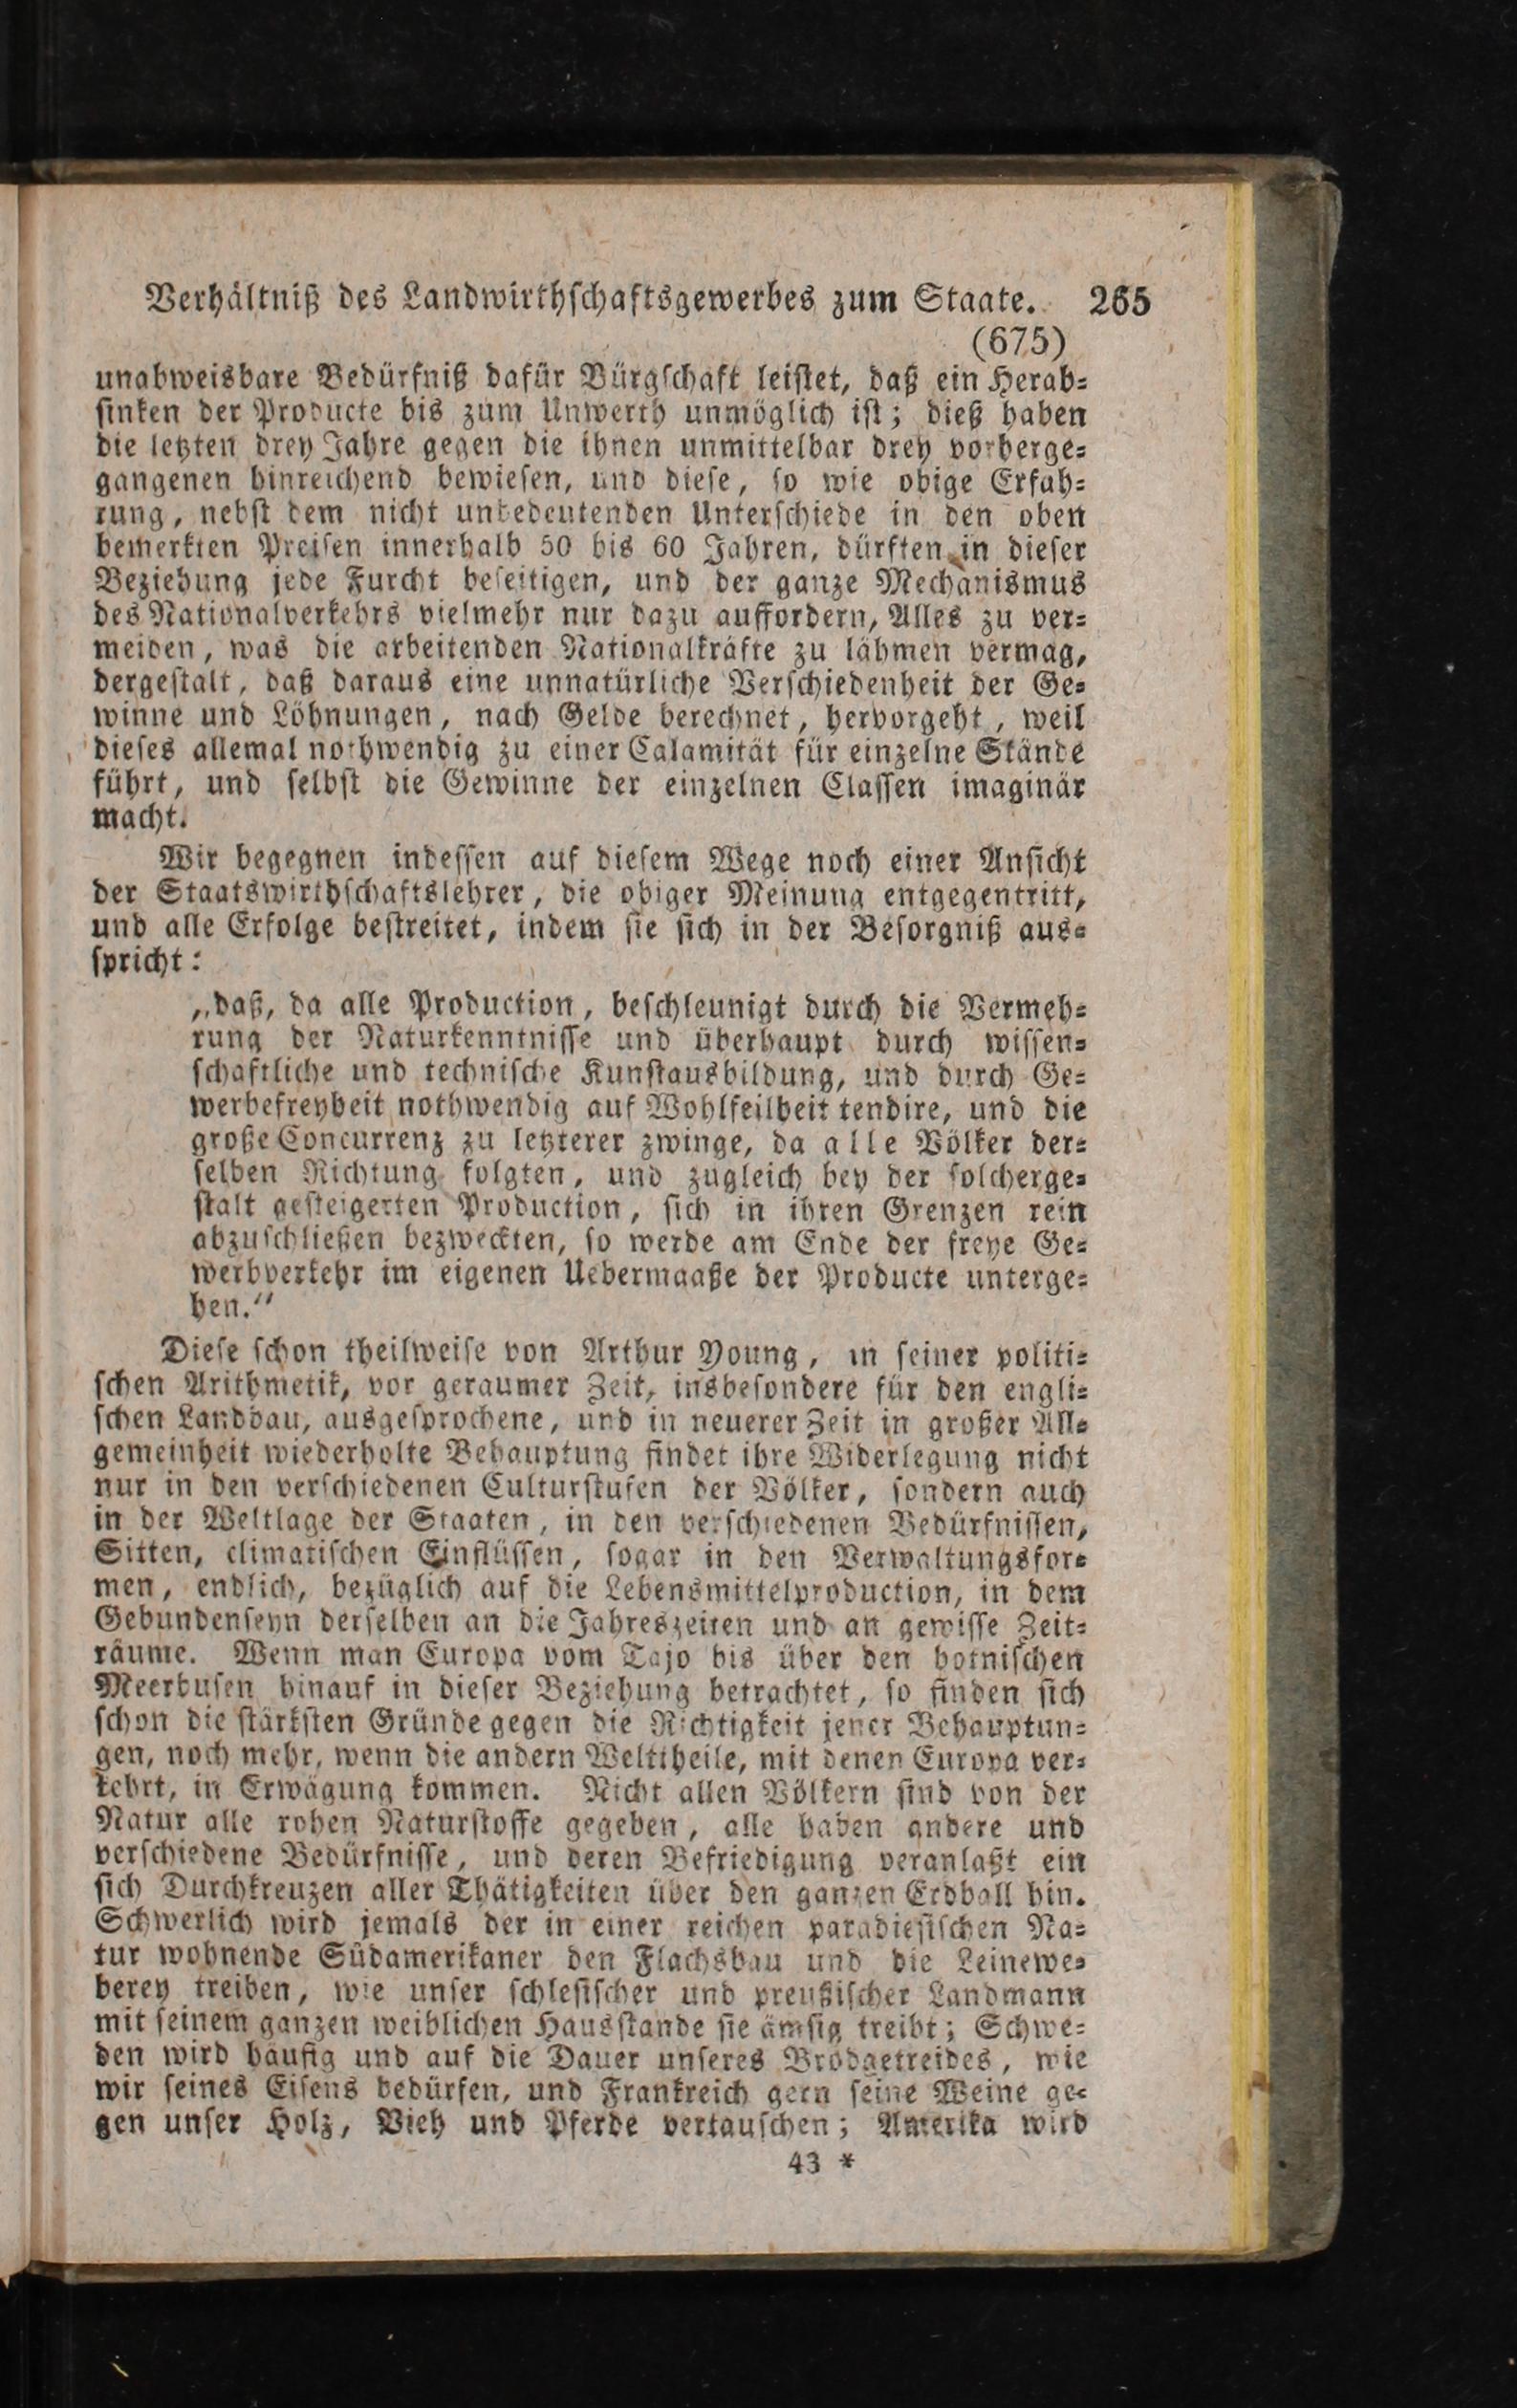 Verhältniß des Landwirthschaftsgewerbes zum Staate. 265
(675)
unabweisbare Bedürfniß dafür Bürgschaft leistet, daß ein Herab⸗
sinken der Producte bis zum Unwerth unmöglich ist; dieß haben
die letzten drey Jahre gegen die ihnen unmittelbar drey vorherge⸗
gangenen hinreichend bewiesen, und diese, so wie obige Erfah⸗
rung, nebst dem nicht unbedeutenden Unterschiede in den oben
bemerkten Preisen innerhalb 50 bis 60 Jahren, dürften in dieser
Beziehung jede Furcht beseitigen, und der ganze Mechanismus
des Nationalverkehrs vielmehr nur dazu auffordern, Alles zu ver⸗
meiden, was die arbeitenden Nationalkräfte zu lähmen vermag,
dergestalt, daß daraus eine unnatürliche Verschiedenheit der Ge⸗
winne und Löhnungen, nach Gelde berechnet, hervorgeht, weil
dieses allemal nothwendig zu einer Calamität für einzelne Stände
führt, und selbst die Gewinne der einzelnen Classen imaginär
macht.
Wir begegnen indessen auf diesem Wege noch einer Ansicht
der Staatswirthschaftslehrer, die obiger Meinung entgegentritt,
und alle Erfolge bestreitet, indem sie sich in der Besorgniß aus⸗
spricht:
„daß, da alle Production, beschleunigt durch die Vermeh⸗
rung der Naturkenntnisse und überhaupt durch wissen⸗
schaftliche und technische Kunstausbildung, und durch Ge⸗
werbefreyheit nothwendig auf Wohlfeilheit tendire, und die
große Concurrenz zu letzterer zwinge, da alle Völker der⸗
selben Richtung folgten, und zugleich bey der solcherge⸗
stalt gesteigerten Production, sich in ihren Grenzen rein
abzuschließen bezweckten, so werde am Ende der freye Ge⸗
werbverkehr im eigenen Uebermaaße der Producte unterge⸗
hen.“
Diese schon theilweise von Arthur Young, in seiner politi⸗
schen Arithmetik, vor geraumer Zeit, insbesondere für den engli⸗
schen Landbau, ausgesprochene, und in neuerer Zeit in großer All⸗
gemeinheit wiederholte Behauptung findet ihre Widerlegung nicht
nur in den verschiedenen Culturstufen der Völker, sondern auch
in der Weltlage der Staaten, in den verschiedenen Bedürfnissen,
Sitten, climatischen Einflüssen, sogar in den Verwaltungsfor⸗
men, endlich, bezüglich auf die Lebensmittelproduction, in dem
Gebundenseyn derselben an die Jahreszeiten und an gewisse Zeit⸗
räume. Wenn man Europa vom Tajo bis über den botnischen
Meerbusen hinauf in dieser Beziehung betrachtet, so finden sich
schon die stärksten Gründe gegen die Richtigkeit jener Behauptun⸗
gen, noch mehr, wenn die andern Welttheile, mit denen Europa ver⸗
kehrt, in Erwägung kommen. Nicht allen Völkern sind von der
Natur alle rohen Naturstoffe gegeben, alle haben andere und
verschiedene Bedürfnisse, und deren Befriedigung veranlaßt ein
sich Durchkreuzen aller Thätigkeiten über den ganzen Erdball hin.
Schwerlich wird jemals der in einer reichen paradiesischen Na⸗
tur wohnende Südamerikaner den Flachsbau und die Leinewe⸗
berey treiben, wie unser schlesischer und preußischer Landmann
mit seinem ganzen weiblichen Hausstande sie ämsig treibt; Schwe⸗
den wird häufig und auf die Dauer unseres Brodgetreides, wie
wir seines Eisens bedürfen, und Frankreich gern seine Weine ge⸗
gen unser Holz, Vieh und Pferde vertauschen; Amerika wird
43 *